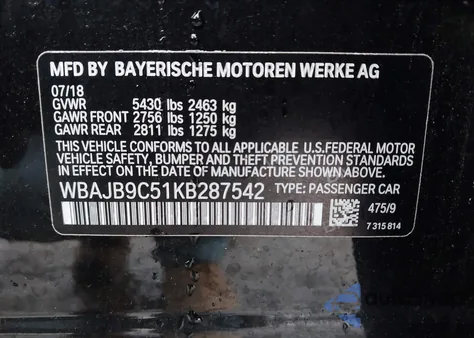 MFD BY BAYERISCHE MOTOREN WERKE AG
07/18
GVWR 5430 lbs 2463 kg
GAWR FRONT 2756 lbs 1250 kg
GAWR REAR 2811 lbs 1275 kg
THIS VEHICLE CONFORMS TO ALL APPLICABLE U.S.FEDERAL MOTOR
VEHICLE SAFETY, BUMPER AND THEFT PREVENTION STANDARDS
IN EFFECT ON THE DATE OF MANUFACTURE SHOWN ABOVE.
WBAJB9C51KB287542 TYPE: PASSENGER CAR
475/9
7 315 814